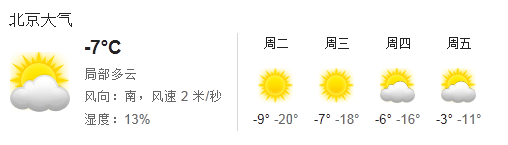 北京大气
-7°C
局部多云
风向：南，风速 2 米/秒
湿度：13%
周二 周三 周四 周五
-9° -20° -7° -18° -6° -16° -3° -11°